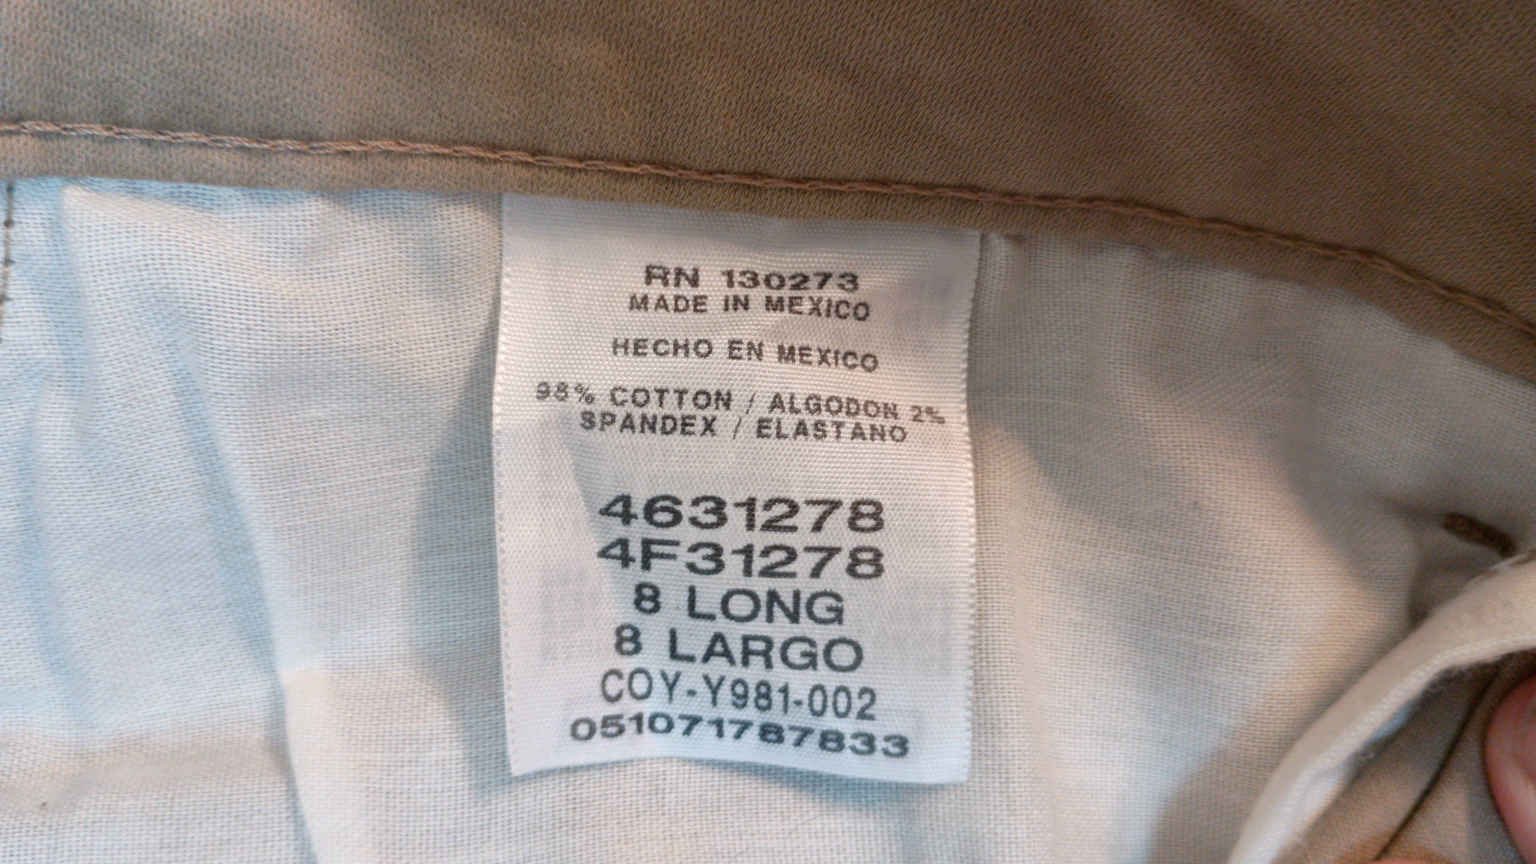 RN 130273
MADE IN MEXICO
HECHO EN MEXICO
98% COTTON / ALGODON 2%
SPANDEX / ELASTANO
4631278
4F31278
8 LONG
8 LARGO
COY-Y981-002
051071787833